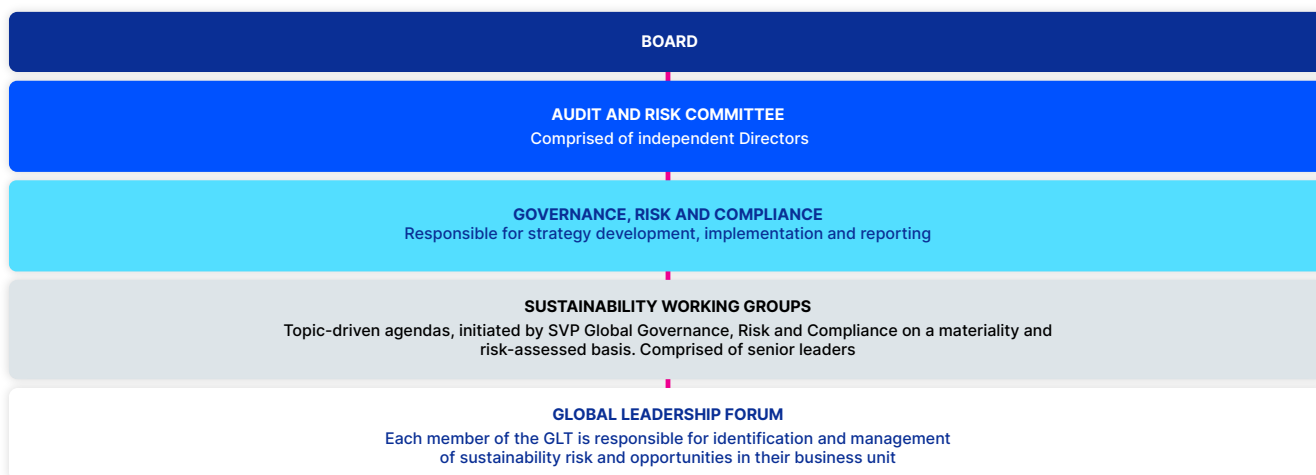 BOARD
AUDIT AND RISK COMMITTEE
Comprised of independent Directors
GOVERNANCE, RISK AND COMPLIANCE
Responsible for strategy development, implementation and reporting
SUSTAINABILITY WORKING GROUPS
Topic-driven agendas, initiated by SVP Global Governance, Risk and Compliance on a materiality and
risk-assessed basis. Comprised of senior leaders
GLOBAL LEADERSHIP FORUM
Each member of the GLT is responsible for identification and management
of sustainability risk and opportunities in their business unit